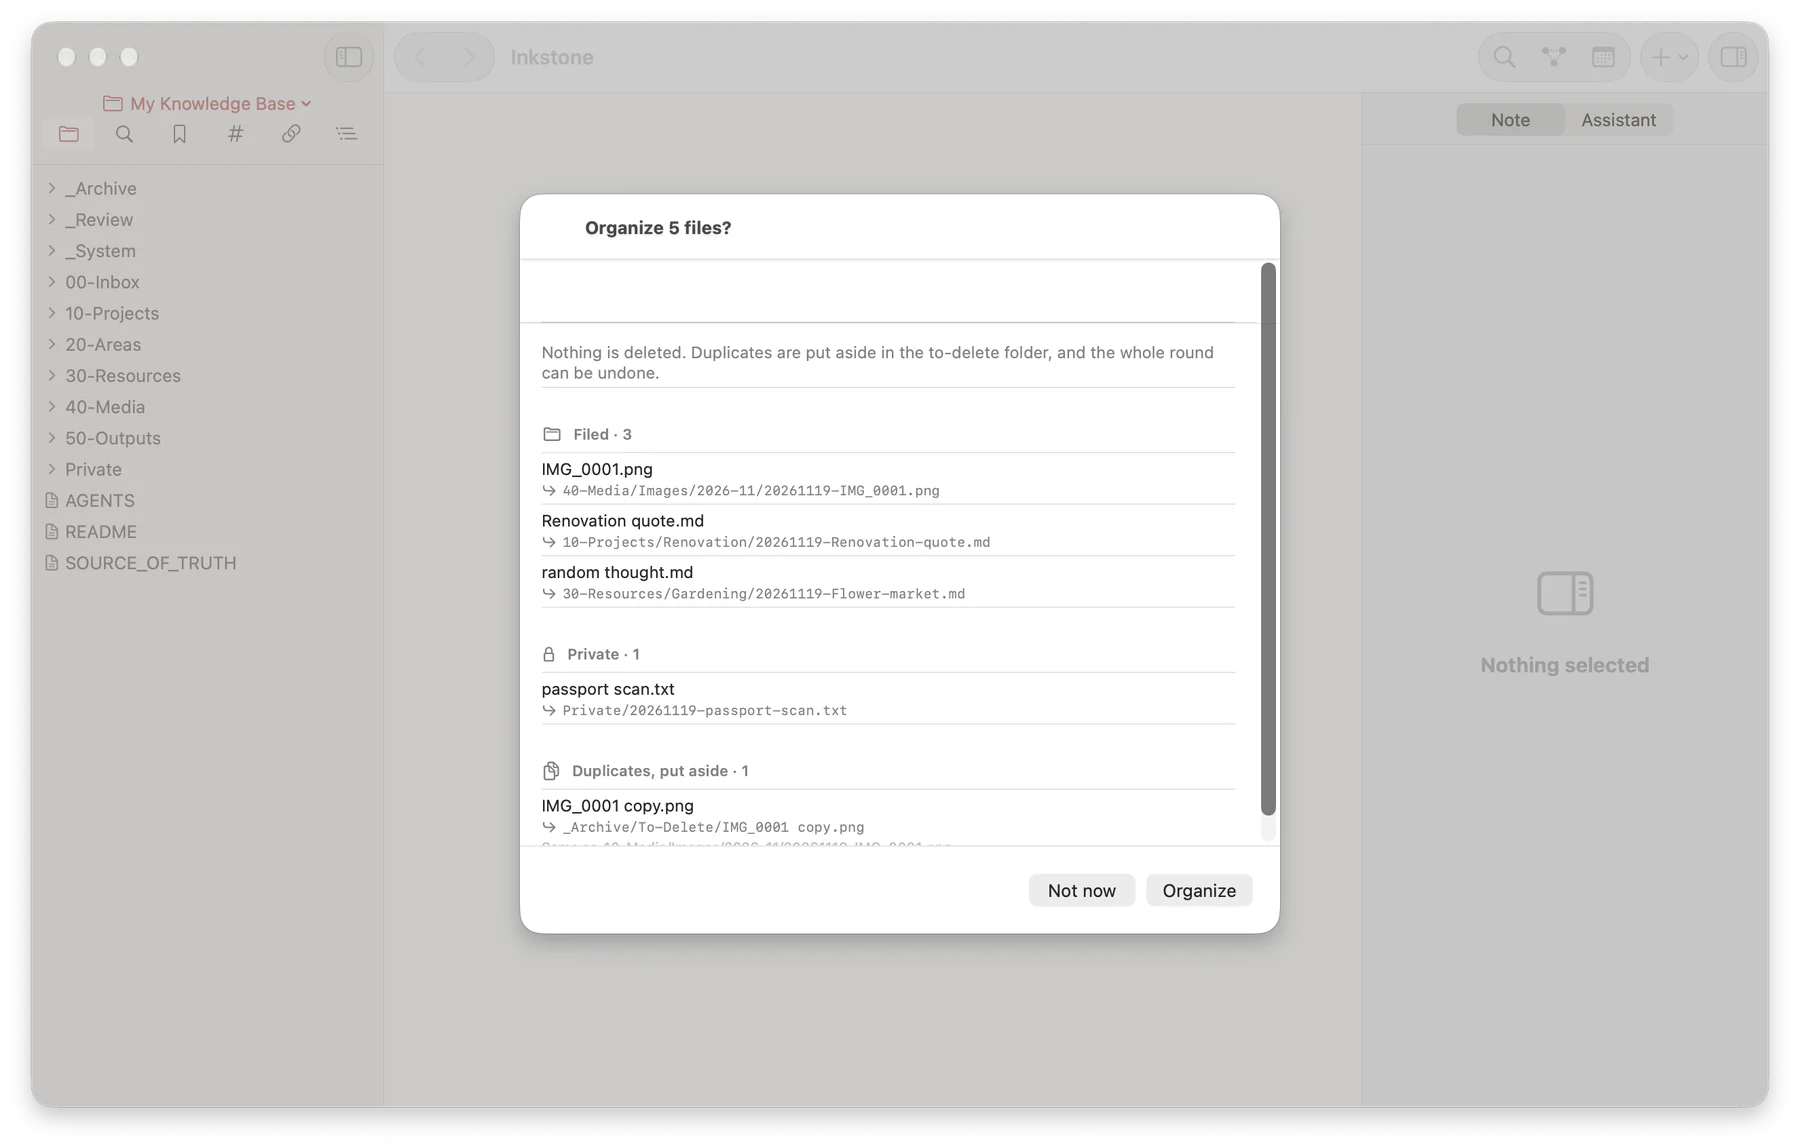 Inkstone
My Knowledge Base
Note
Assistant
_Archive
_Review
_System
00-Inbox
10-Projects
20-Areas
30-Resources
40-Media
50-Outputs
Private
AGENTS
README
SOURCE_OF_TRUTH
Organize 5 files?
Nothing is deleted. Duplicates are put aside in the to-delete folder, and the whole round
can be undone.
Filed · 3
IMG_0001.png
40-Media/Images/2026-11/20261119-IMG_0001.png
Renovation quote.md
10-Projects/Renovation/20261119-Renovation-quote.md
random thought.md
30-Resources/Gardening/20261119-Flower-market.md
Private · 1
passport scan.txt
Private/20261119-passport-scan.txt
Duplicates, put aside · 1
IMG_0001 copy.png
_Archive/To-Delete/IMG_0001 copy.png
Not now
Organize
Nothing selected